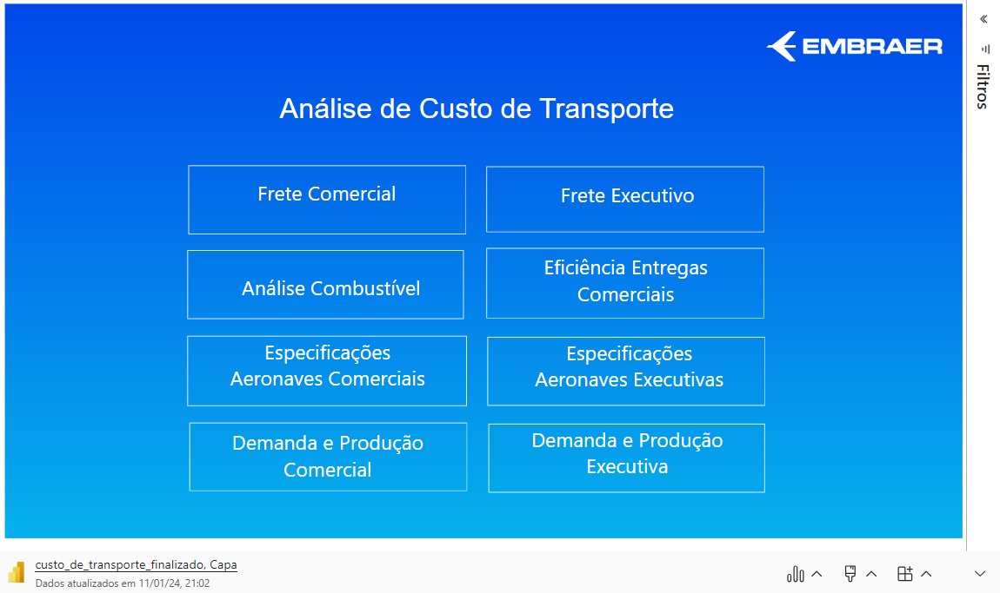 EMBRAER
Filtros
Análise de Custo de Transporte
Frete Comercial
Frete Executivo
Análise Combustível
Eficiência Entregas
Comerciais
Especificações
Aeronaves Comerciais
Especificações
Aeronaves Executivas
Demanda e Produção
Comercial
Demanda e Produção
Executiva
custo_de_transporte_finalizado, Capa
Dados atualizados em 11/01/24, 21:02